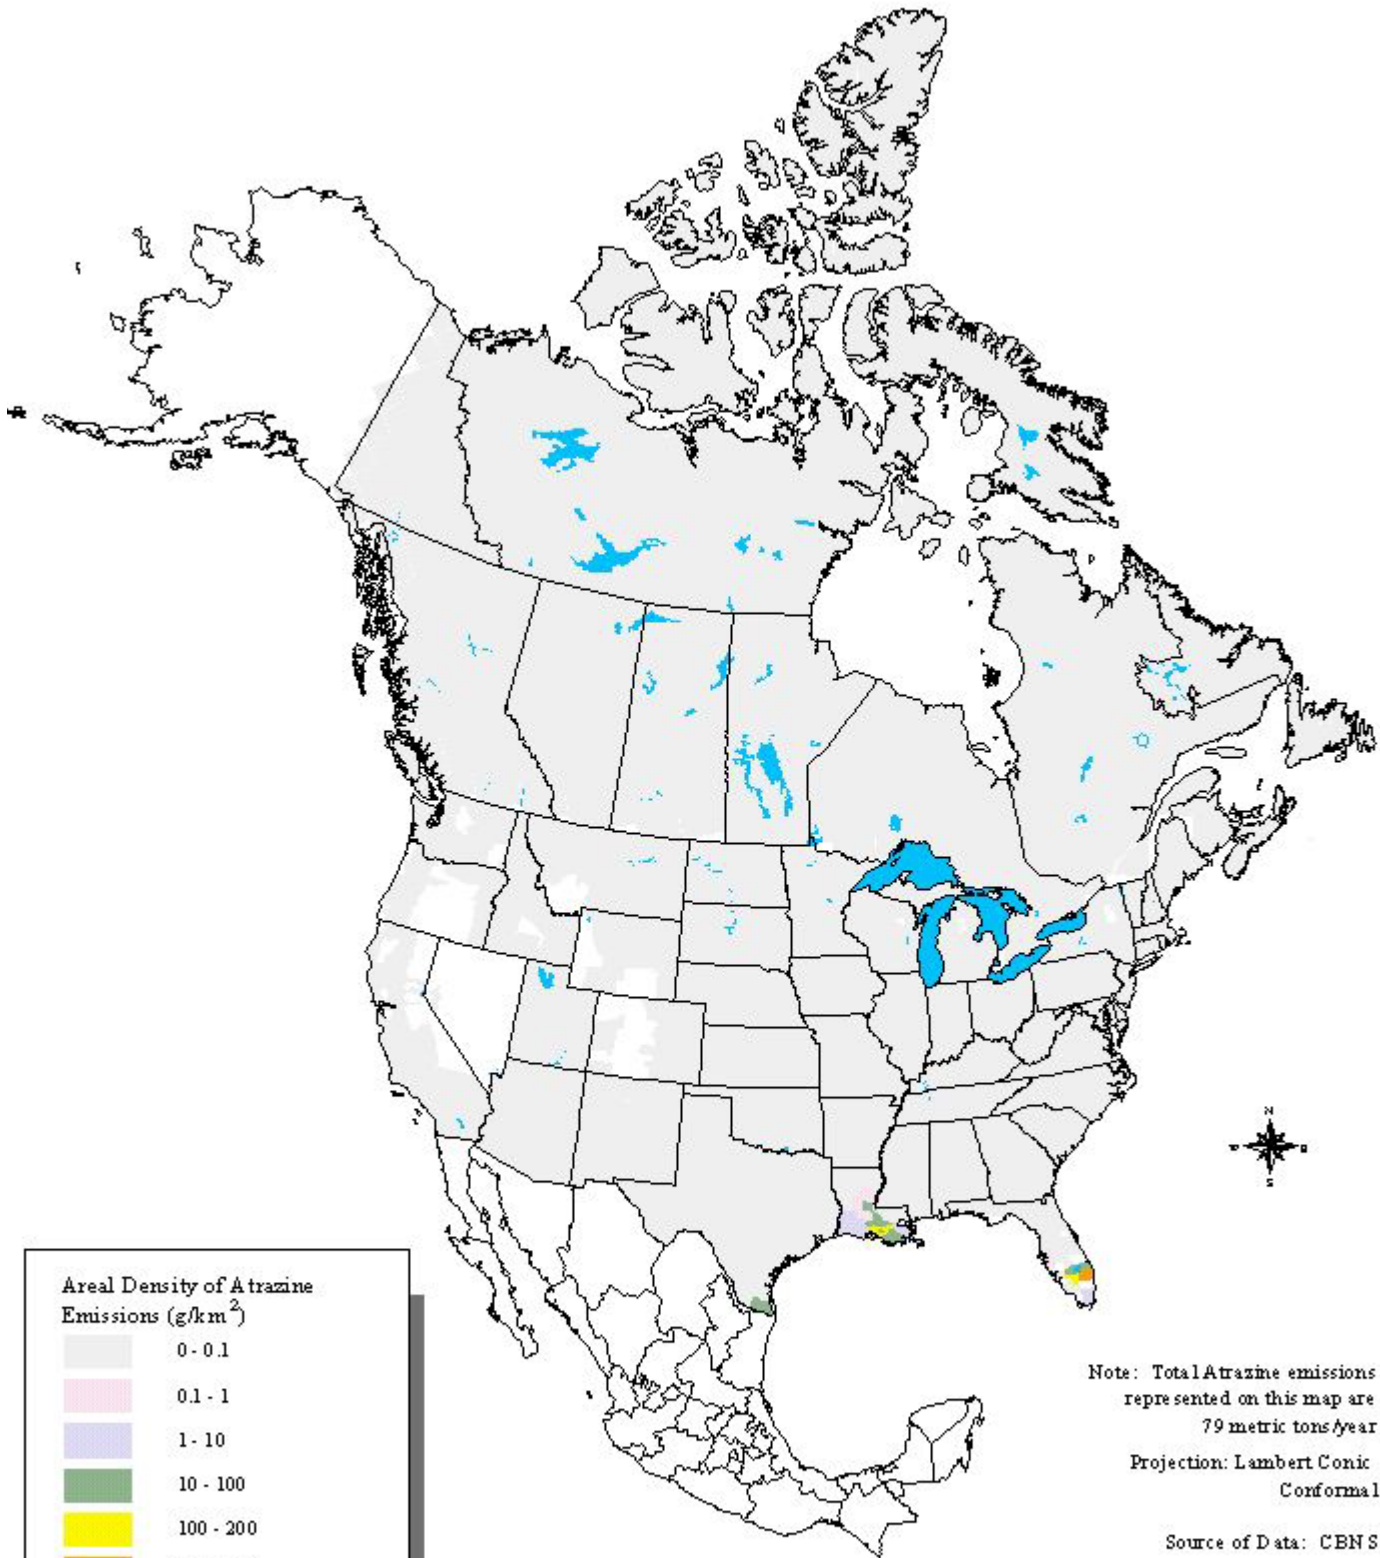 Areal Density of Atrazine
Emissions (g/km²)
0 - 0.1
0.1 - 1
1 - 10
10 - 100
100 - 200
N
S
Note: Total Atrazine emissions
represented on this map are
79 metric tons/year
Projection: Lambert Conic
Conformal
Source of Data: CBNS